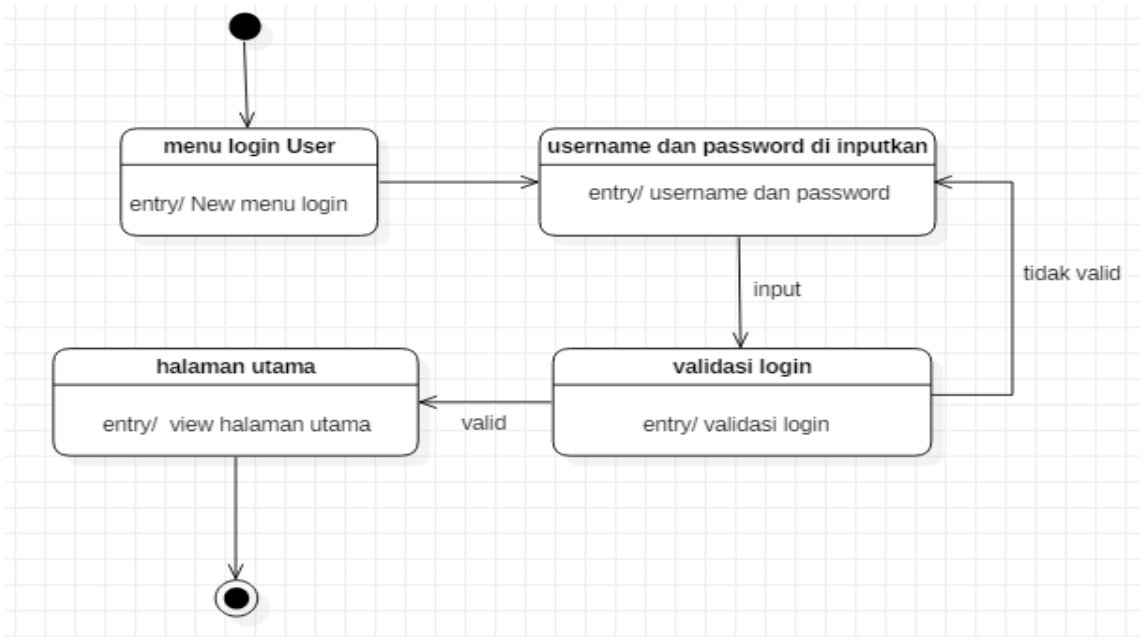 menu login User
entry/ New menu login
username dan password di inputkan
entry/ username dan password
tidak valid
input
halaman utama
entry/  view halaman utama
valid
validasi login
entry/ validasi login